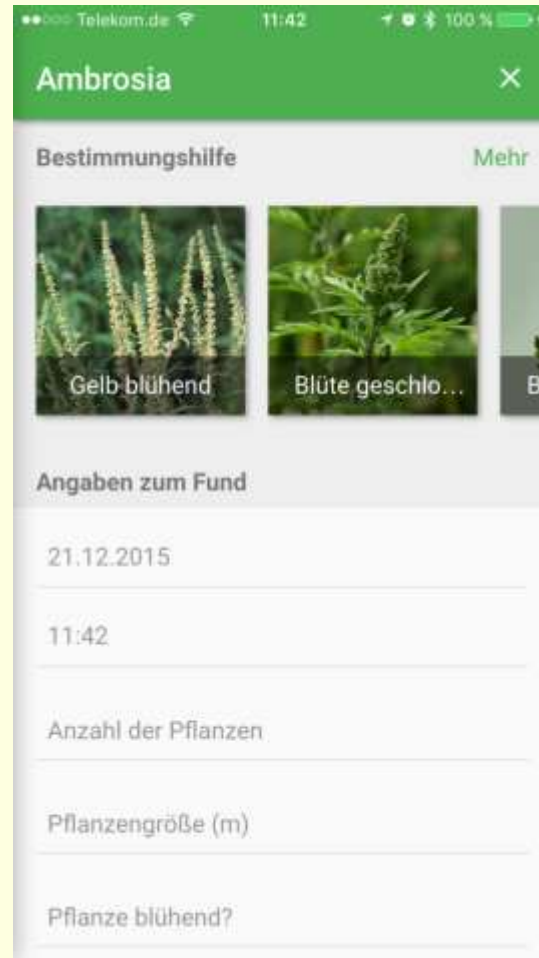 Telekom.de 11:42 100 %
Ambrosia
Bestimmungshilfe Mehr
Gelb blühend Blüte geschlo... B
Angaben zum Fund
21.12.2015
11:42
Anzahl der Pflanzen
Pflanzengröße (m)
Pflanze blühend?